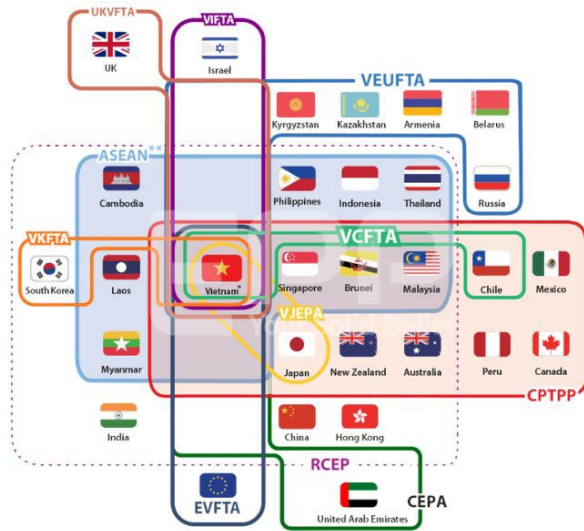 UKVFTA
VIFTA
UK
Israel
VEUFTA
Kyrgyzstan
Kazakhstan
Armenia
Belarus
ASEAN**
Cambodia
Philippines
Indonesia
Thailand
Russia
VKFTA
VCFTA
South Korea
Laos
Vietnam*
Singapore
Brunei
Malaysia
Chile
Mexico
VJEPA
Myanmar
Japan
New Zealand
Australia
Peru
Canada
CPTPP
India
China
Hong Kong
RCEP
EVFTA
CEPA
United Arab Emirates